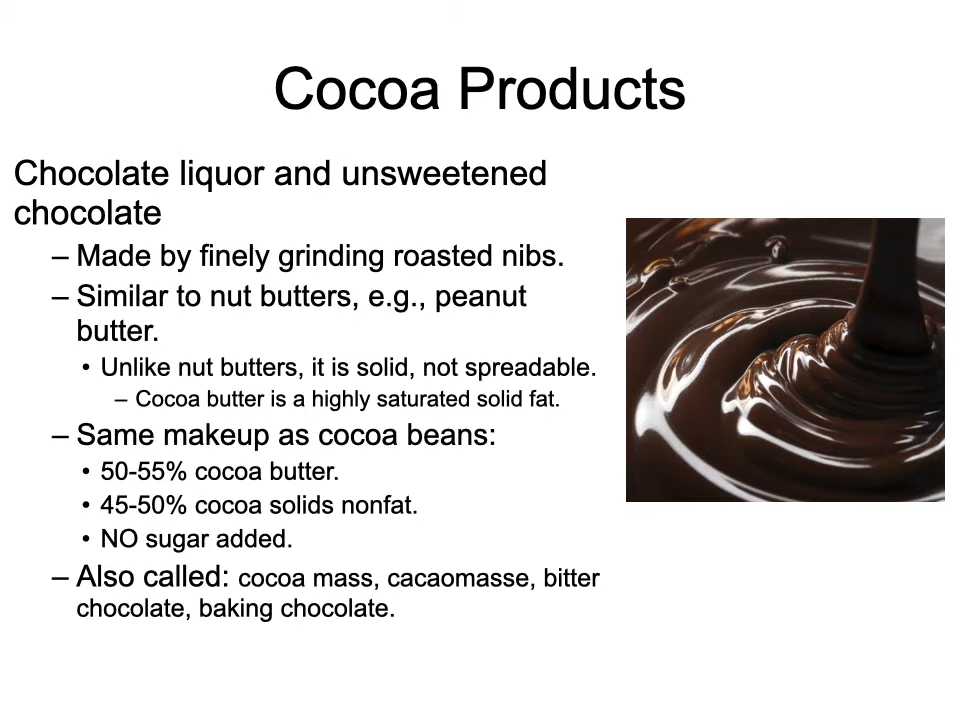 Cocoa Products
Chocolate liquor and unsweetened
chocolate
– Made by finely grinding roasted nibs.
– Similar to nut butters, e.g., peanut
butter.
• Unlike nut butters, it is solid, not spreadable.
– Cocoa butter is a highly saturated solid fat.
– Same makeup as cocoa beans:
• 50-55% cocoa butter.
• 45-50% cocoa solids nonfat.
• NO sugar added.
– Also called: cocoa mass, cacaomasse, bitter
chocolate, baking chocolate.